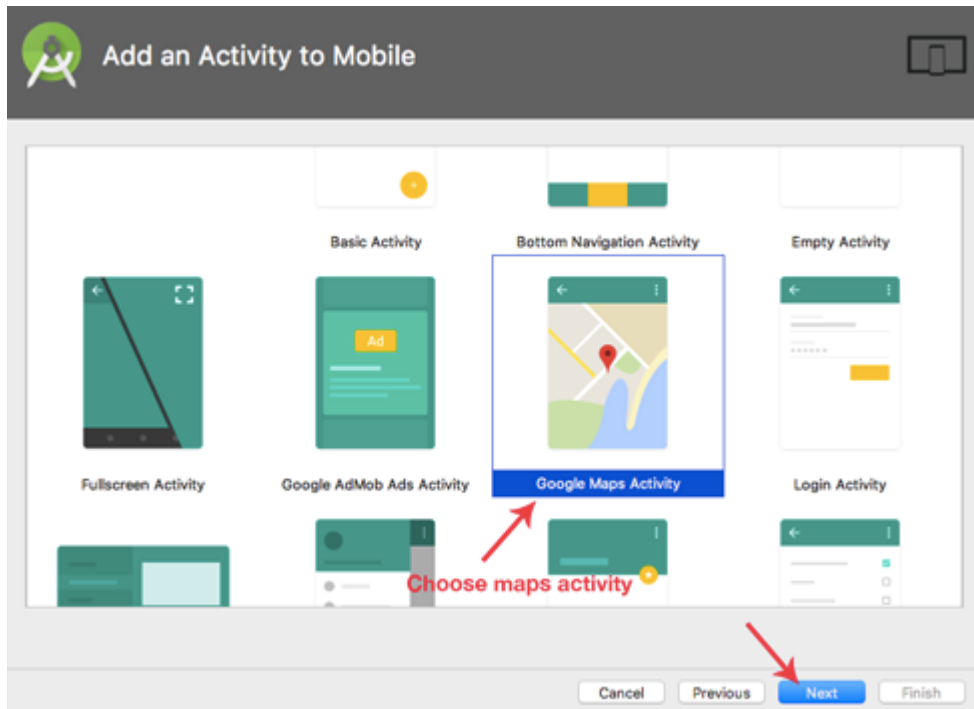 Add an Activity to Mobile
Basic Activity
Bottom Navigation Activity
Empty Activity
Ad
Fullscreen Activity
Google AdMob Ads Activity
Google Maps Activity
Login Activity
Choose maps activity
Cancel
Previous
Next
Finish